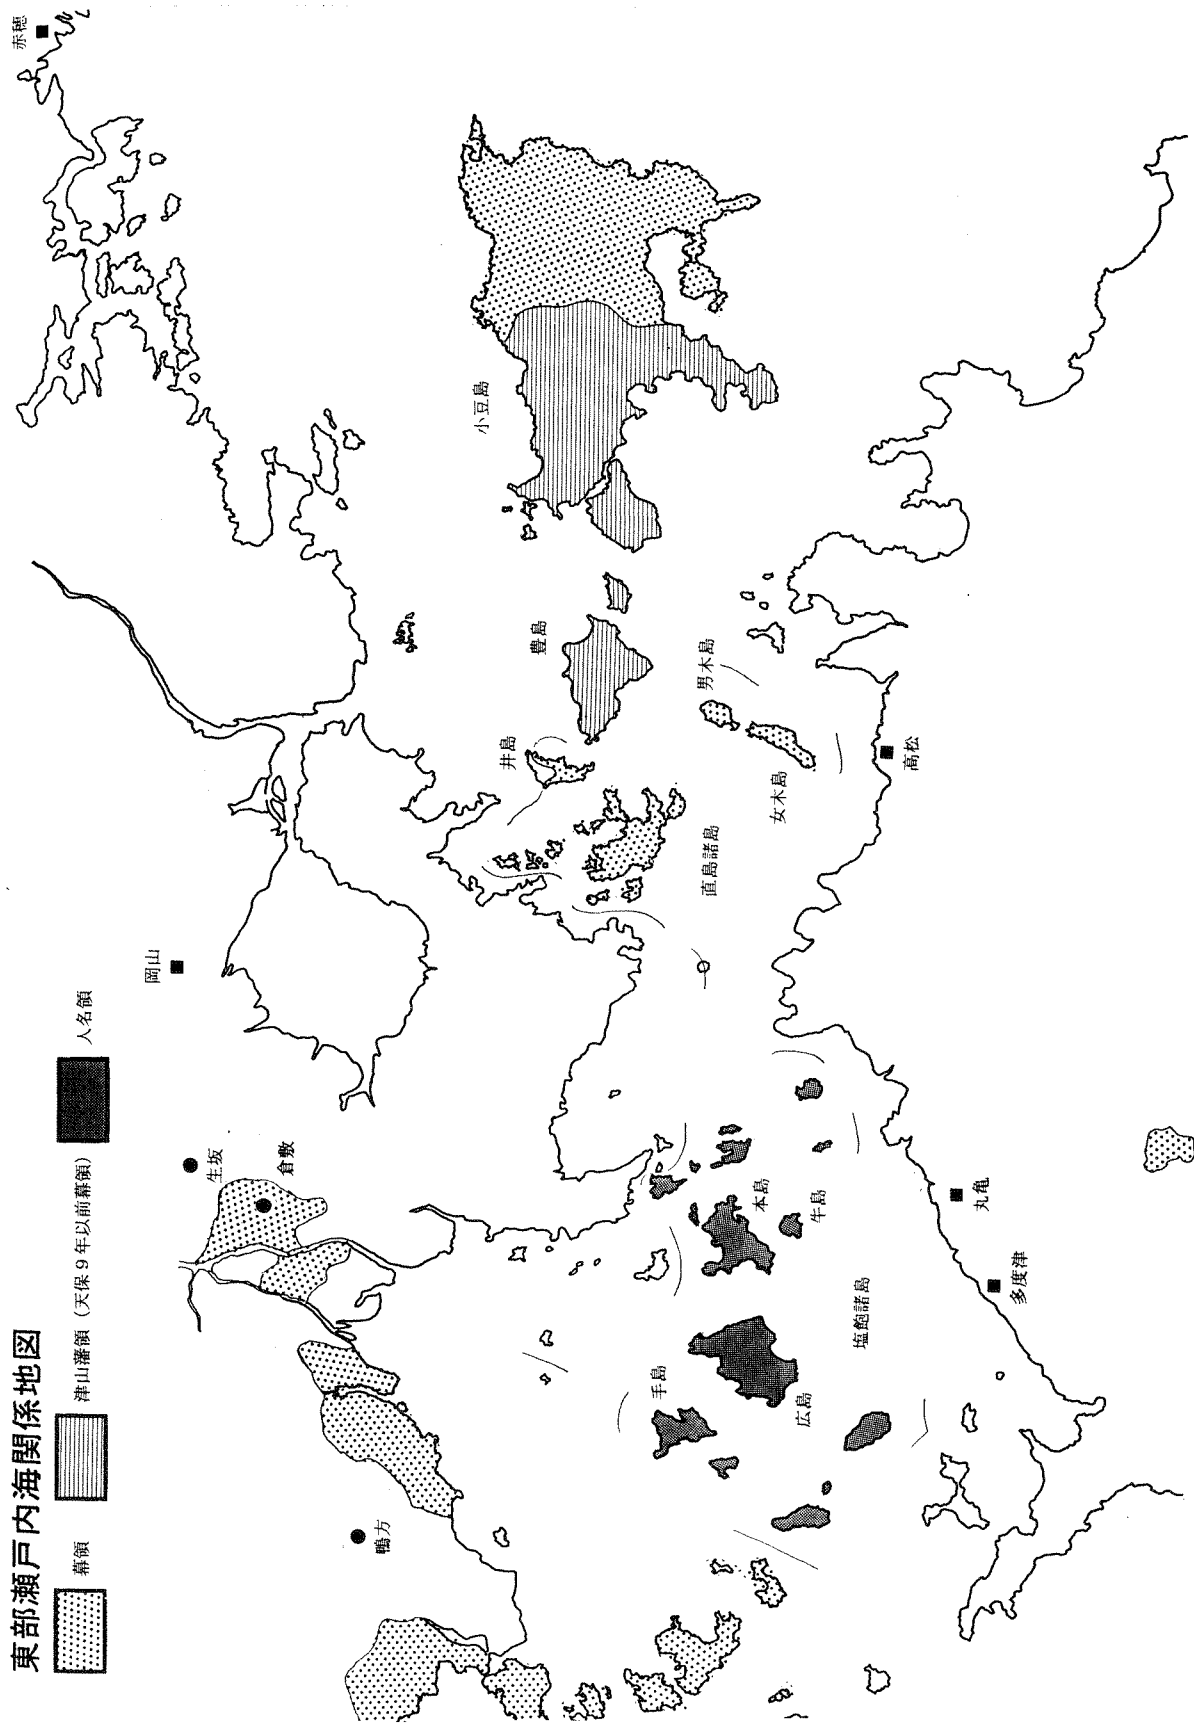 東部瀬戸内海関係地図
幕領
津山藩領（天保9年以前幕領）
人名領
赤穂
岡山
生坂
倉敷
鴨方
小豆島
豊島
井島
男木島
女木島
直島諸島
高松
本島
牛島
塩飽諸島
手島
広島
丸亀
多度津